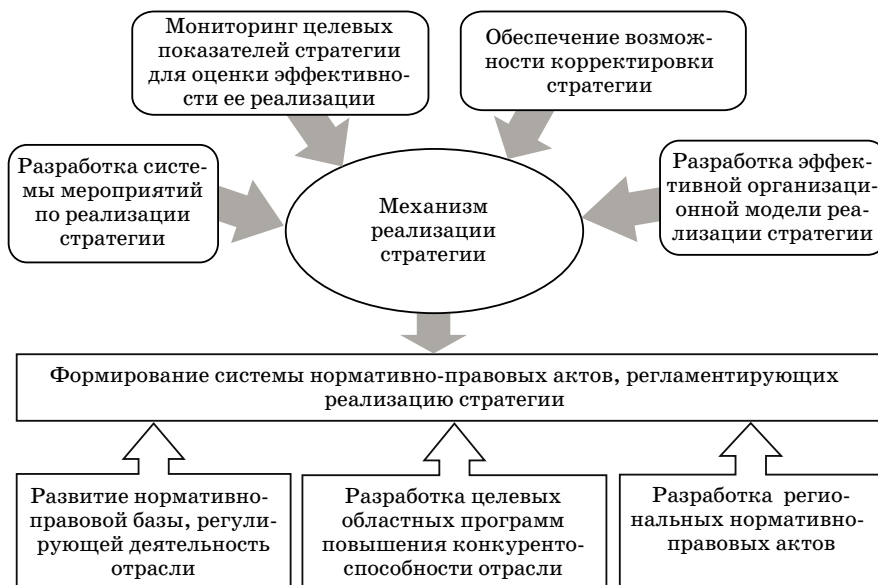 Мониторинг целевых
показателей стратегии
для оценки эффективно-
сти ее реализации
Обеспечение возмож-
ности корректировки
стратегии
Разработка систе-
мы мероприятий
по реализации
стратегии
Механизм
реализации
стратегии
Разработка эффек-
тивной организаци-
онной модели реа-
лизации стратегии
Формирование системы нормативно-правовых актов, регламентирующих
реализацию стратегии
Развитие нормативно-
правовой базы, регули-
рующей деятельность
отрасли
Разработка целевых
областных программ
повышения конкуренто-
способности отрасли
Разработка регио-
нальных нормативно-
правовых актов